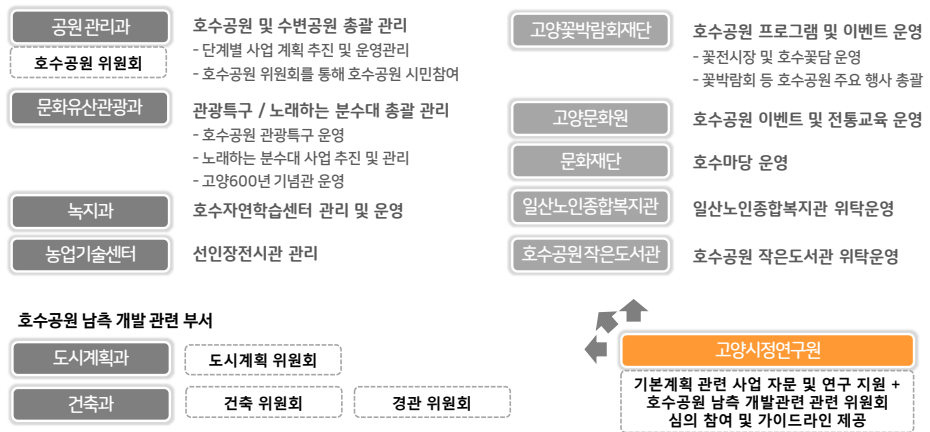 공원관리과
호수공원 위원회
호수공원 및 수변공원 총괄 관리
- 단계별 사업 계획 추진 및 운영관리
- 호수공원 위원회를 통해 호수공원 시민참여
문화유산관광과
관광특구 / 노래하는 분수대 총괄 관리
- 호수공원 관광특구 운영
- 노래하는 분수대 사업 추진 및 관리
- 고양600년 기념관 운영
녹지과
호수자연학습센터 관리 및 운영
농업기술센터
선인장전시관 관리
고양꽃박람회재단
호수공원 프로그램 및 이벤트 운영
- 꽃전시장 및 호수꽃담 운영
- 꽃박람회 등 호수공원 주요 행사 총괄
고양문화원
호수공원 이벤트 및 전통교육 운영
문화재단
호수마당 운영
일산노인종합복지관
일산노인종합복지관 위탁운영
호수공원작은도서관
호수공원 작은도서관 위탁운영
호수공원 남측 개발 관련 부서
도시계획과
도시계획 위원회
건축과
건축 위원회
경관 위원회
고양시정연구원
기본계획 관련 사업 자문 및 연구 지원 +
호수공원 남측 개발관련 관련 위원회
심의 참여 및 가이드라인 제공